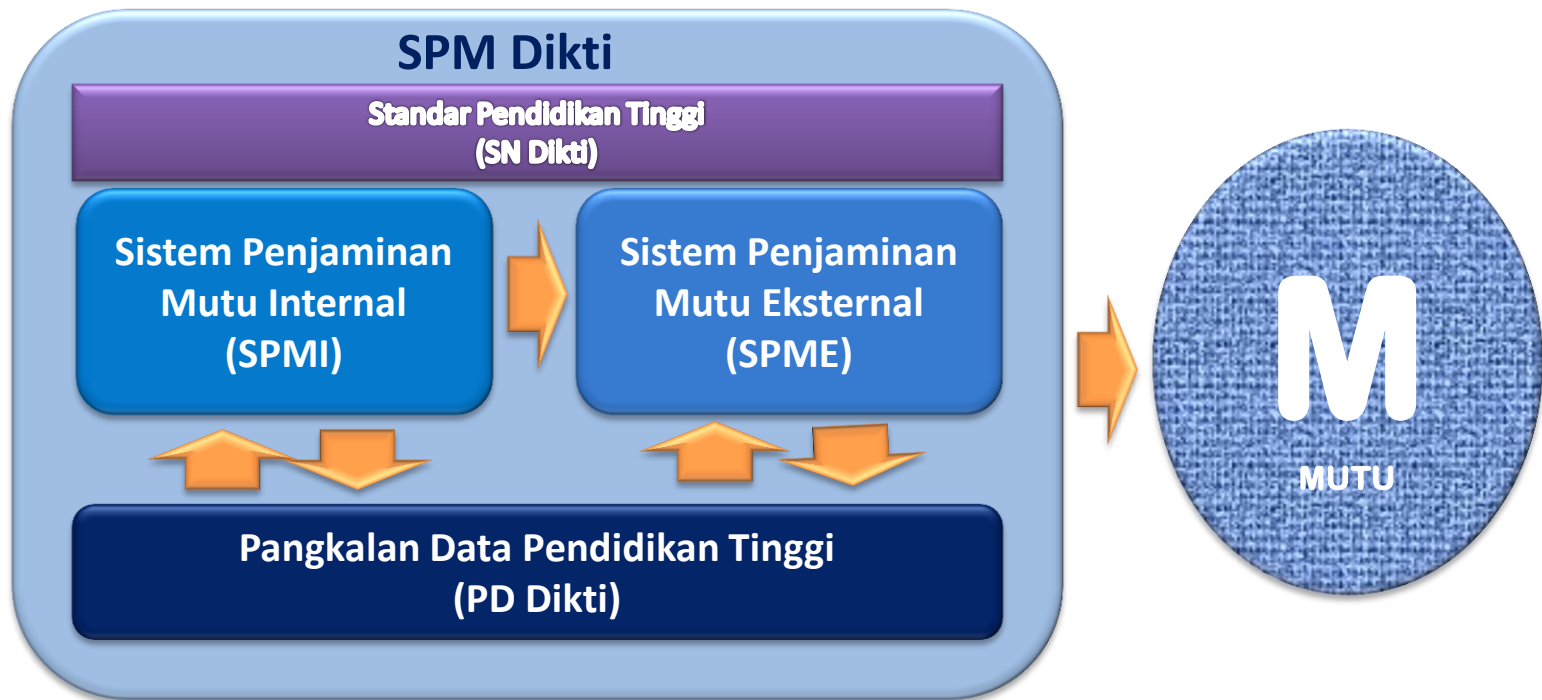 SPM Dikti
Standar Pendidikan Tinggi
(SN Dikti)
Sistem Penjaminan
Mutu Internal
(SPMI)
Sistem Penjaminan
Mutu Eksternal
(SPME)
Pangkalan Data Pendidikan Tinggi
(PD Dikti)
M
MUTU